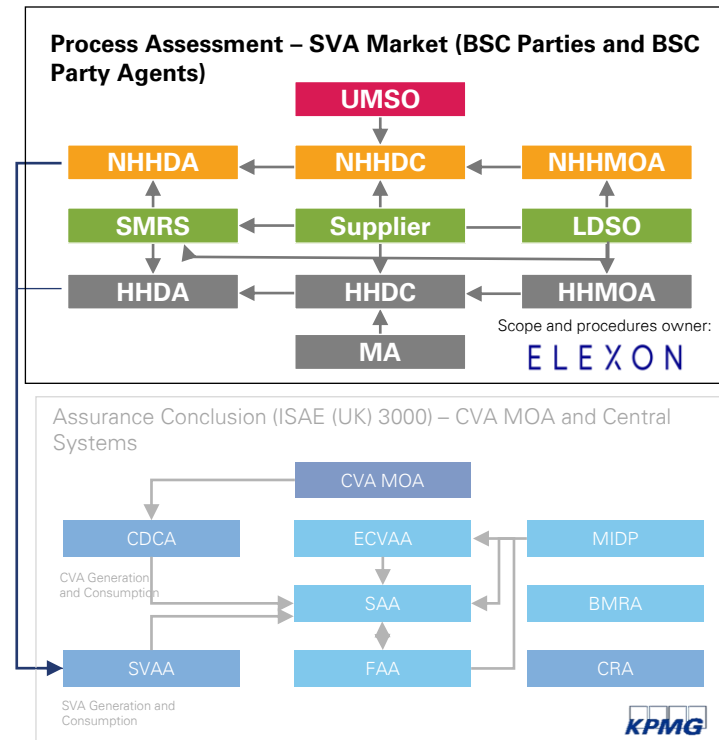 Process Assessment – SVA Market (BSC Parties and BSC
Party Agents)
UMSO
NHHDA
NHHDC
NHHMOA
SMRS
Supplier
LDSO
HHDA
HHDC
HHMOA
MA
Scope and procedures owner:
ELEXON
Assurance Conclusion (ISAE (UK) 3000) – CVA MOA and Central
Systems
CVA MOA
CDCA
ECVAA
MIDP
CVA Generation
and Consumption
SAA
BMRA
SVAA
FAA
CRA
SVA Generation and
Consumption
KPMG